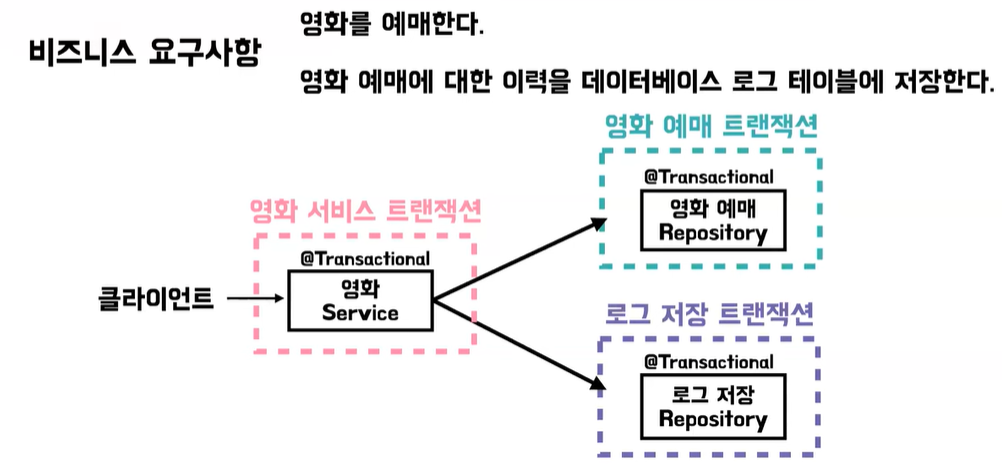 비즈니스 요구사항
영화를 예매한다.
영화 예매에 대한 이력을 데이터베이스 로그 테이블에 저장한다.
영화 예매 트랜잭션
@Transactional
영화 예매
Repository
영화 서비스 트랜잭션
@Transactional
영화
Service
클라이언트
로그 저장 트랜잭션
@Transactional
로그 저장
Repository